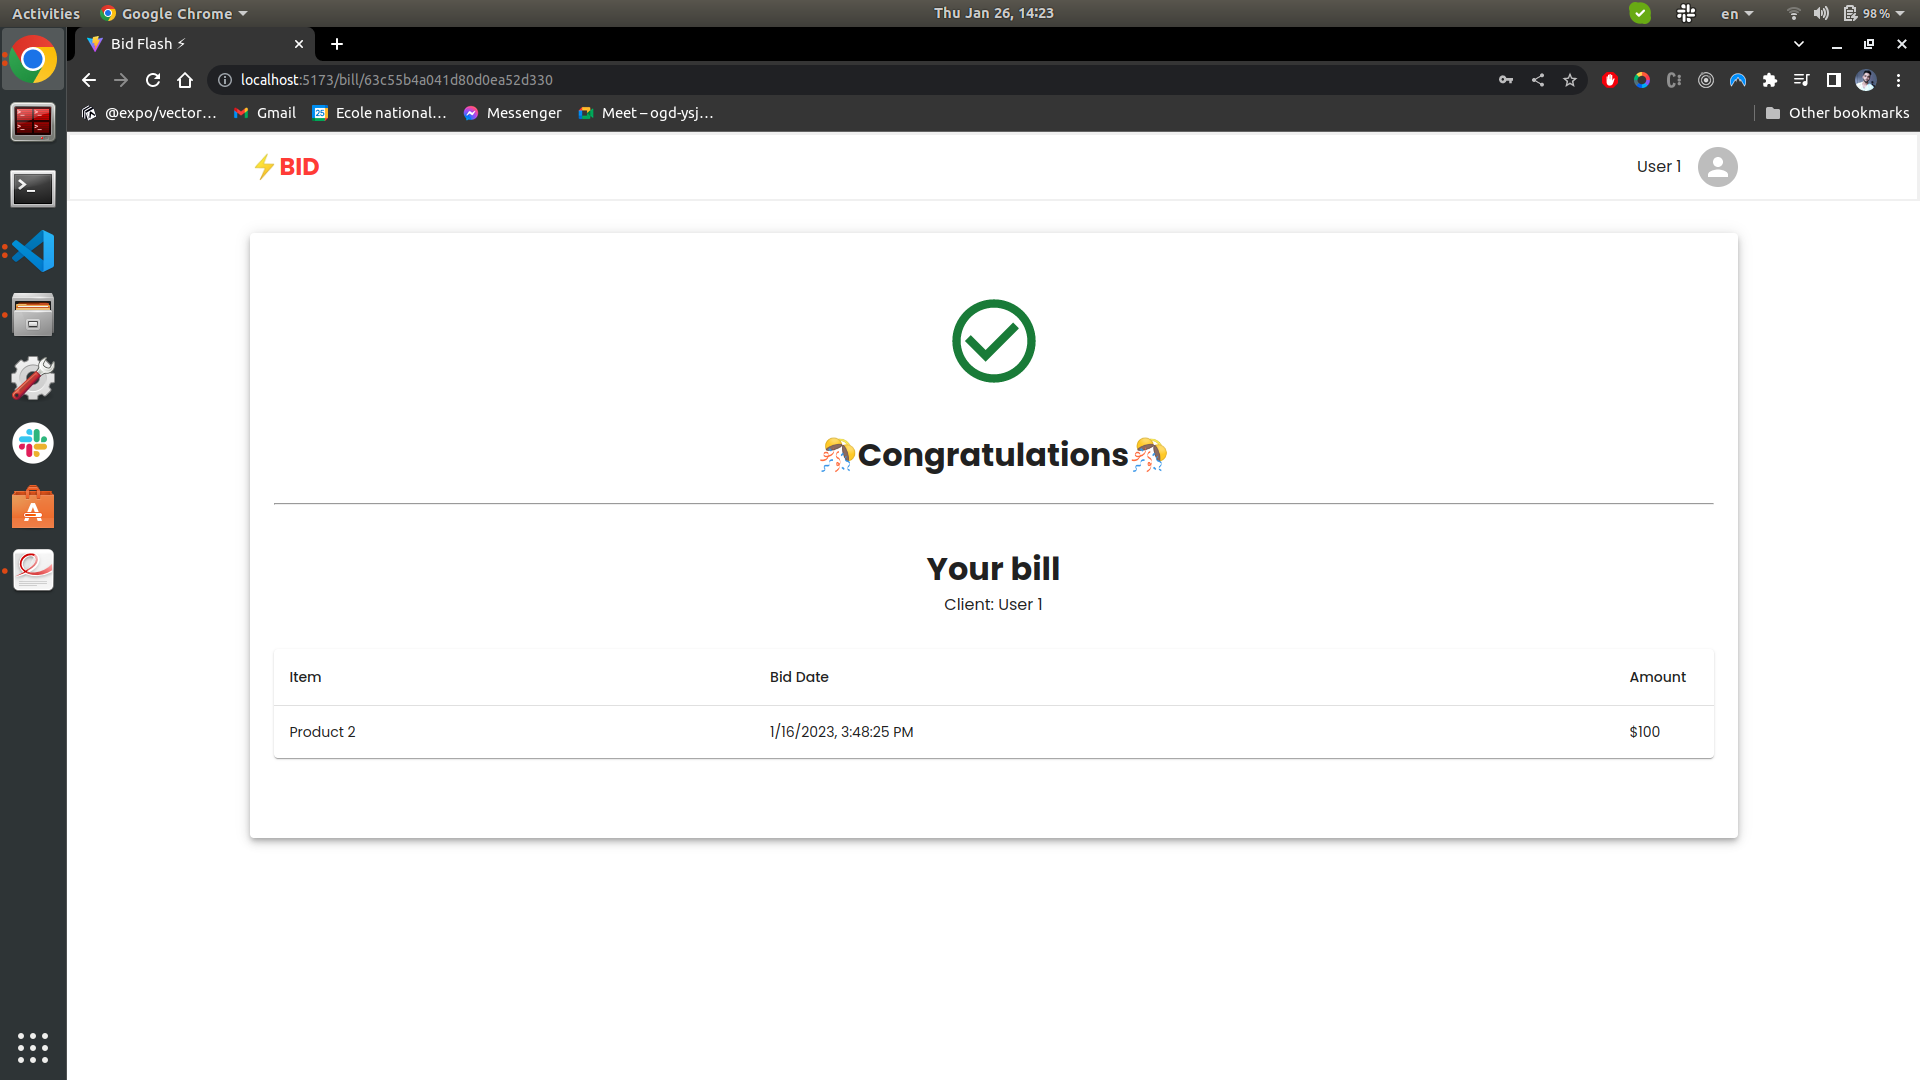 Activities Google Chrome Thu Jan 26, 14:23 en 98 %
Bid Flash ⚡
localhost:5173/bill/63c55b4a041d80d0ea52d330
@expo/vector… Gmail Ecole national… Messenger Meet – ogd-ysj… Other bookmarks
⚡BID User 1
🎊Congratulations🎊
Your bill
Client: User 1
Item Bid Date Amount
Product 2 1/16/2023, 3:48:25 PM $100